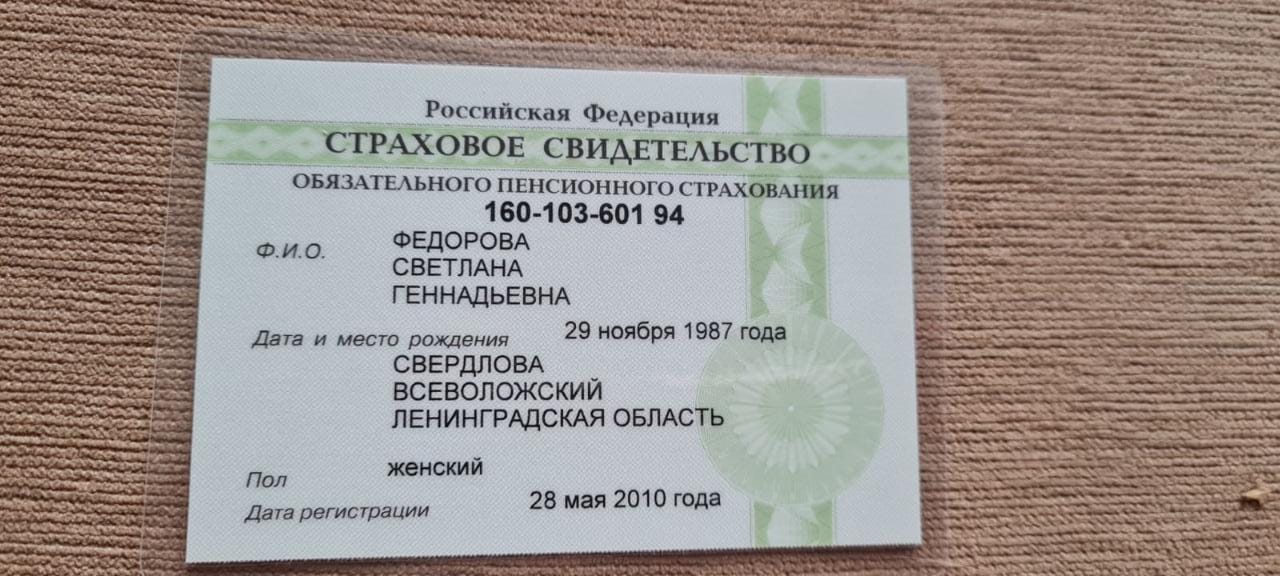 Российская Федерация
СТРАХОВОЕ СВИДЕТЕЛЬСТВО
ОБЯЗАТЕЛЬНОГО ПЕНСИОННОГО СТРАХОВАНИЯ
160-103-601 94
Ф.И.О. ФЕДОРОВА
СВЕТЛАНА
ГЕННАДЬЕВНА
Дата и место рождения 29 ноября 1987 года
СВЕРДЛОВА
ВСЕВОЛОЖСКИЙ
ЛЕНИНГРАДСКАЯ ОБЛАСТЬ
Пол женский
Дата регистрации 28 мая 2010 года